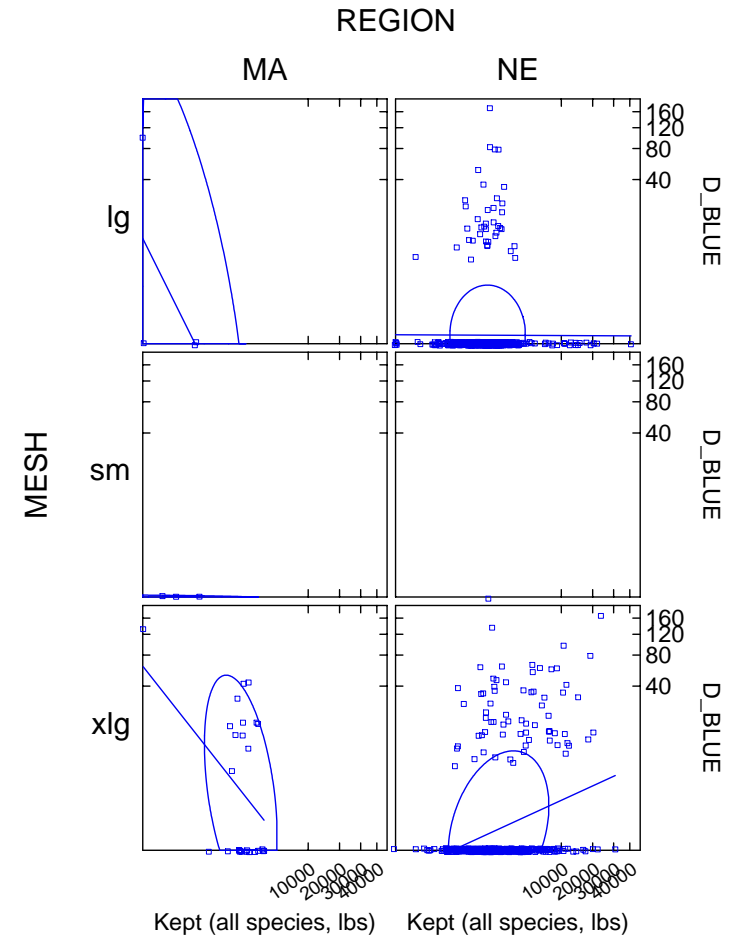 REGION
MA NE
160
120
80
40
lg
D_BLUE
160
120
80
40
MESH
sm
D_BLUE
160
120
80
40
xlg
D_BLUE
10000 20000 30000 40000 10000 20000 30000 40000
Kept (all species, lbs) Kept (all species, lbs)